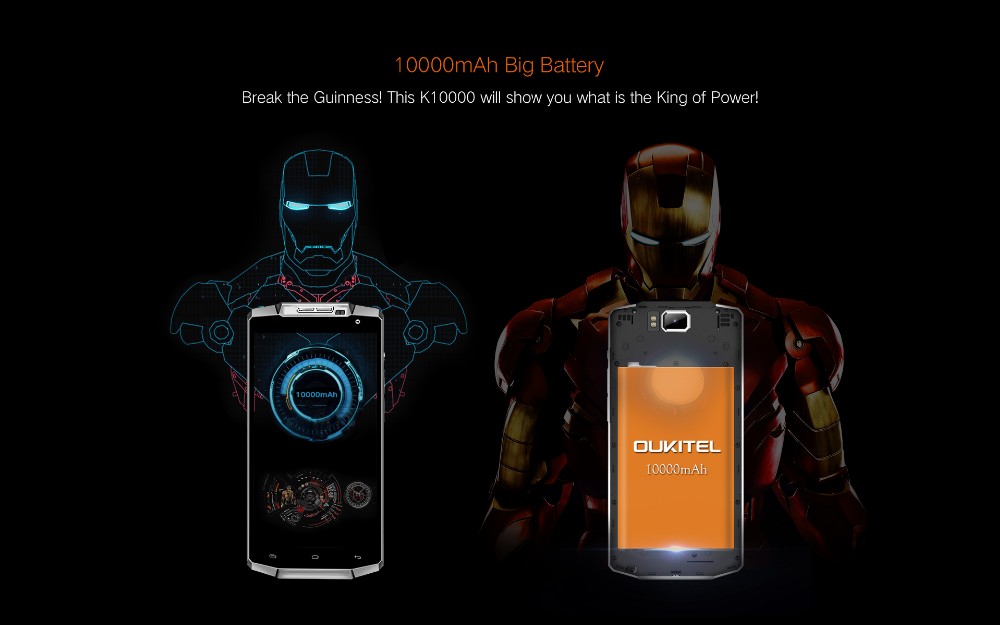 10000mAh Big Battery
Break the Guinness! This K10000 will show you what is the King of Power!
10000mAh
OUKITEL
10000mAh